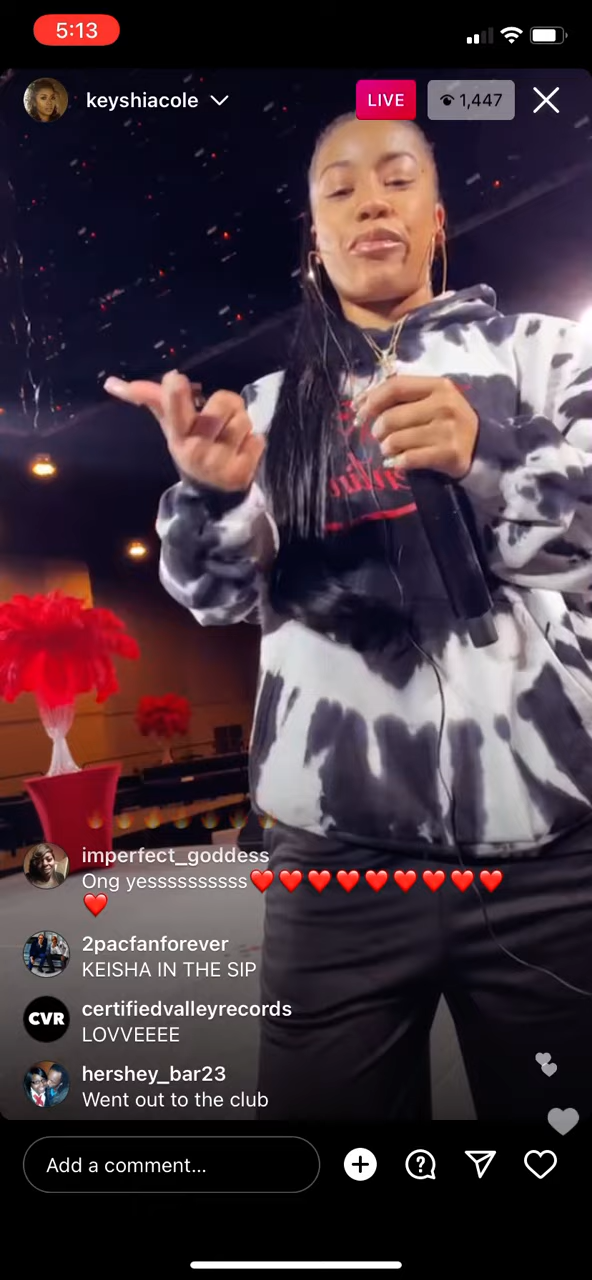 5:13
keyshiacole
LIVE
1,447
imperfect_goddess
Ong yessssssssss❤️❤️❤️❤️❤️❤️❤️❤️❤️
❤️
2pacfanforever
KEISHA IN THE SIP
CVR
certifiedvalleyrecords
LOVVEEEE
hershey_bar23
Went out to the club
Add a comment...